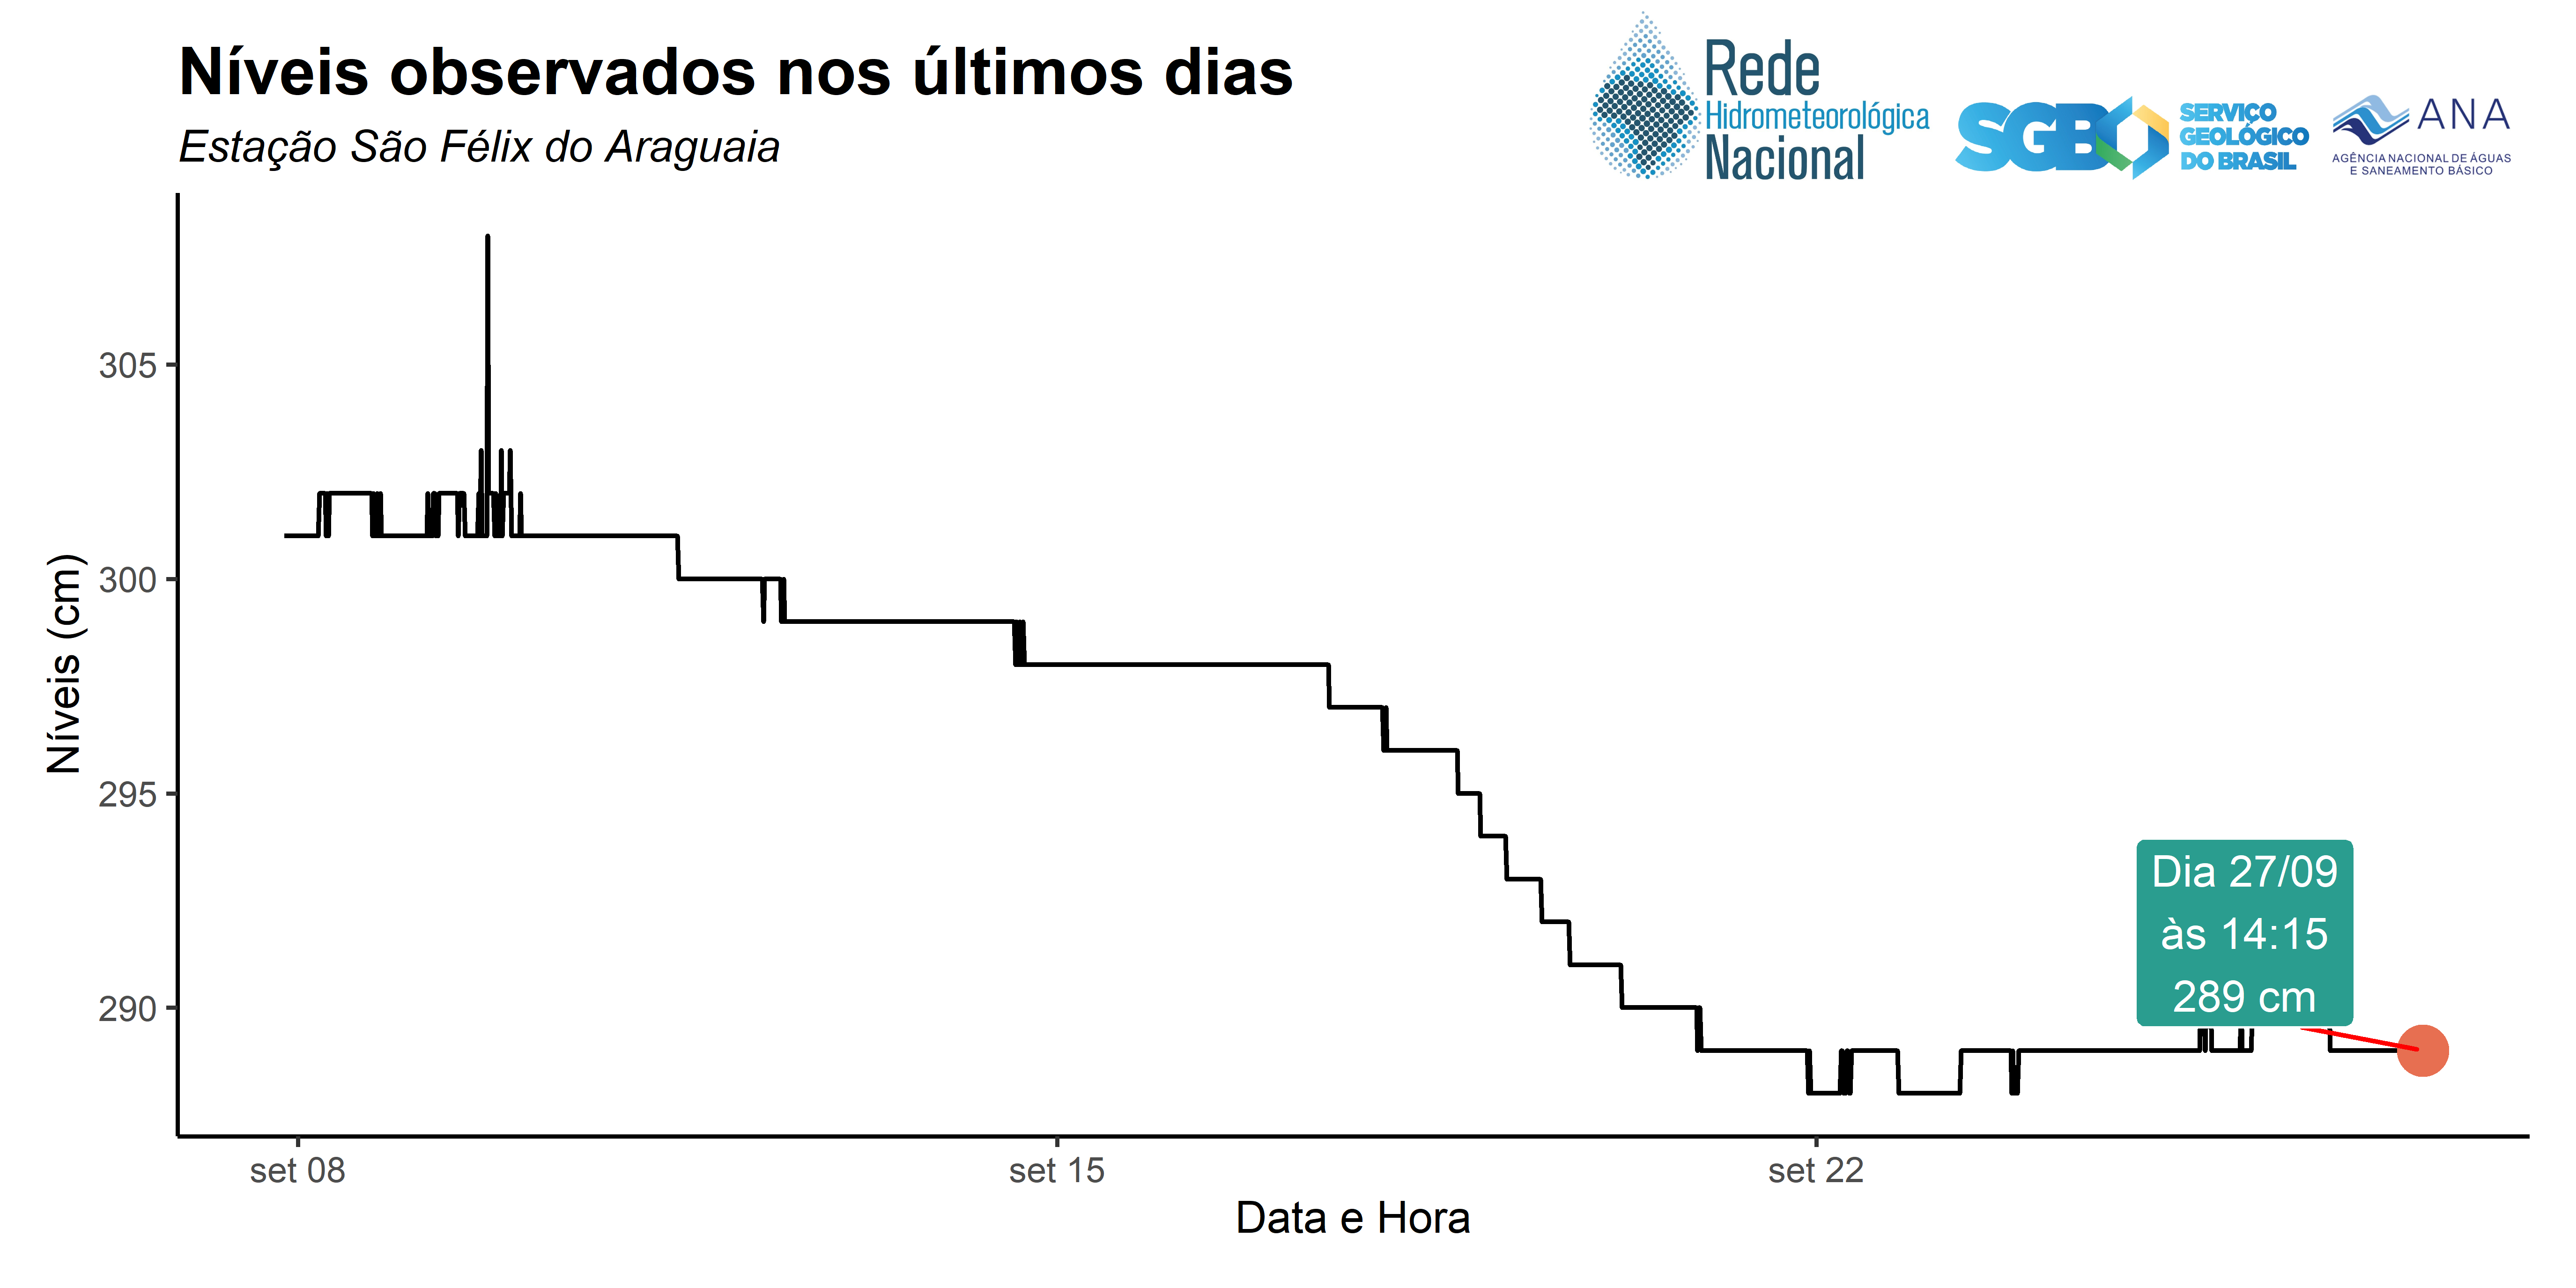 Níveis observados nos últimos dias
Estação São Félix do Araguaia
Rede
Hidrometeorológica
Nacional
SGB
SERVIÇO
GEOLÓGICO
DO BRASIL
ANA
AGÊNCIA NACIONAL DE ÁGUAS
E SANEAMENTO BÁSICO
Níveis (cm)
305
300
295
290
Dia 27/09
às 14:15
289 cm
set 08
set 15
set 22
Data e Hora